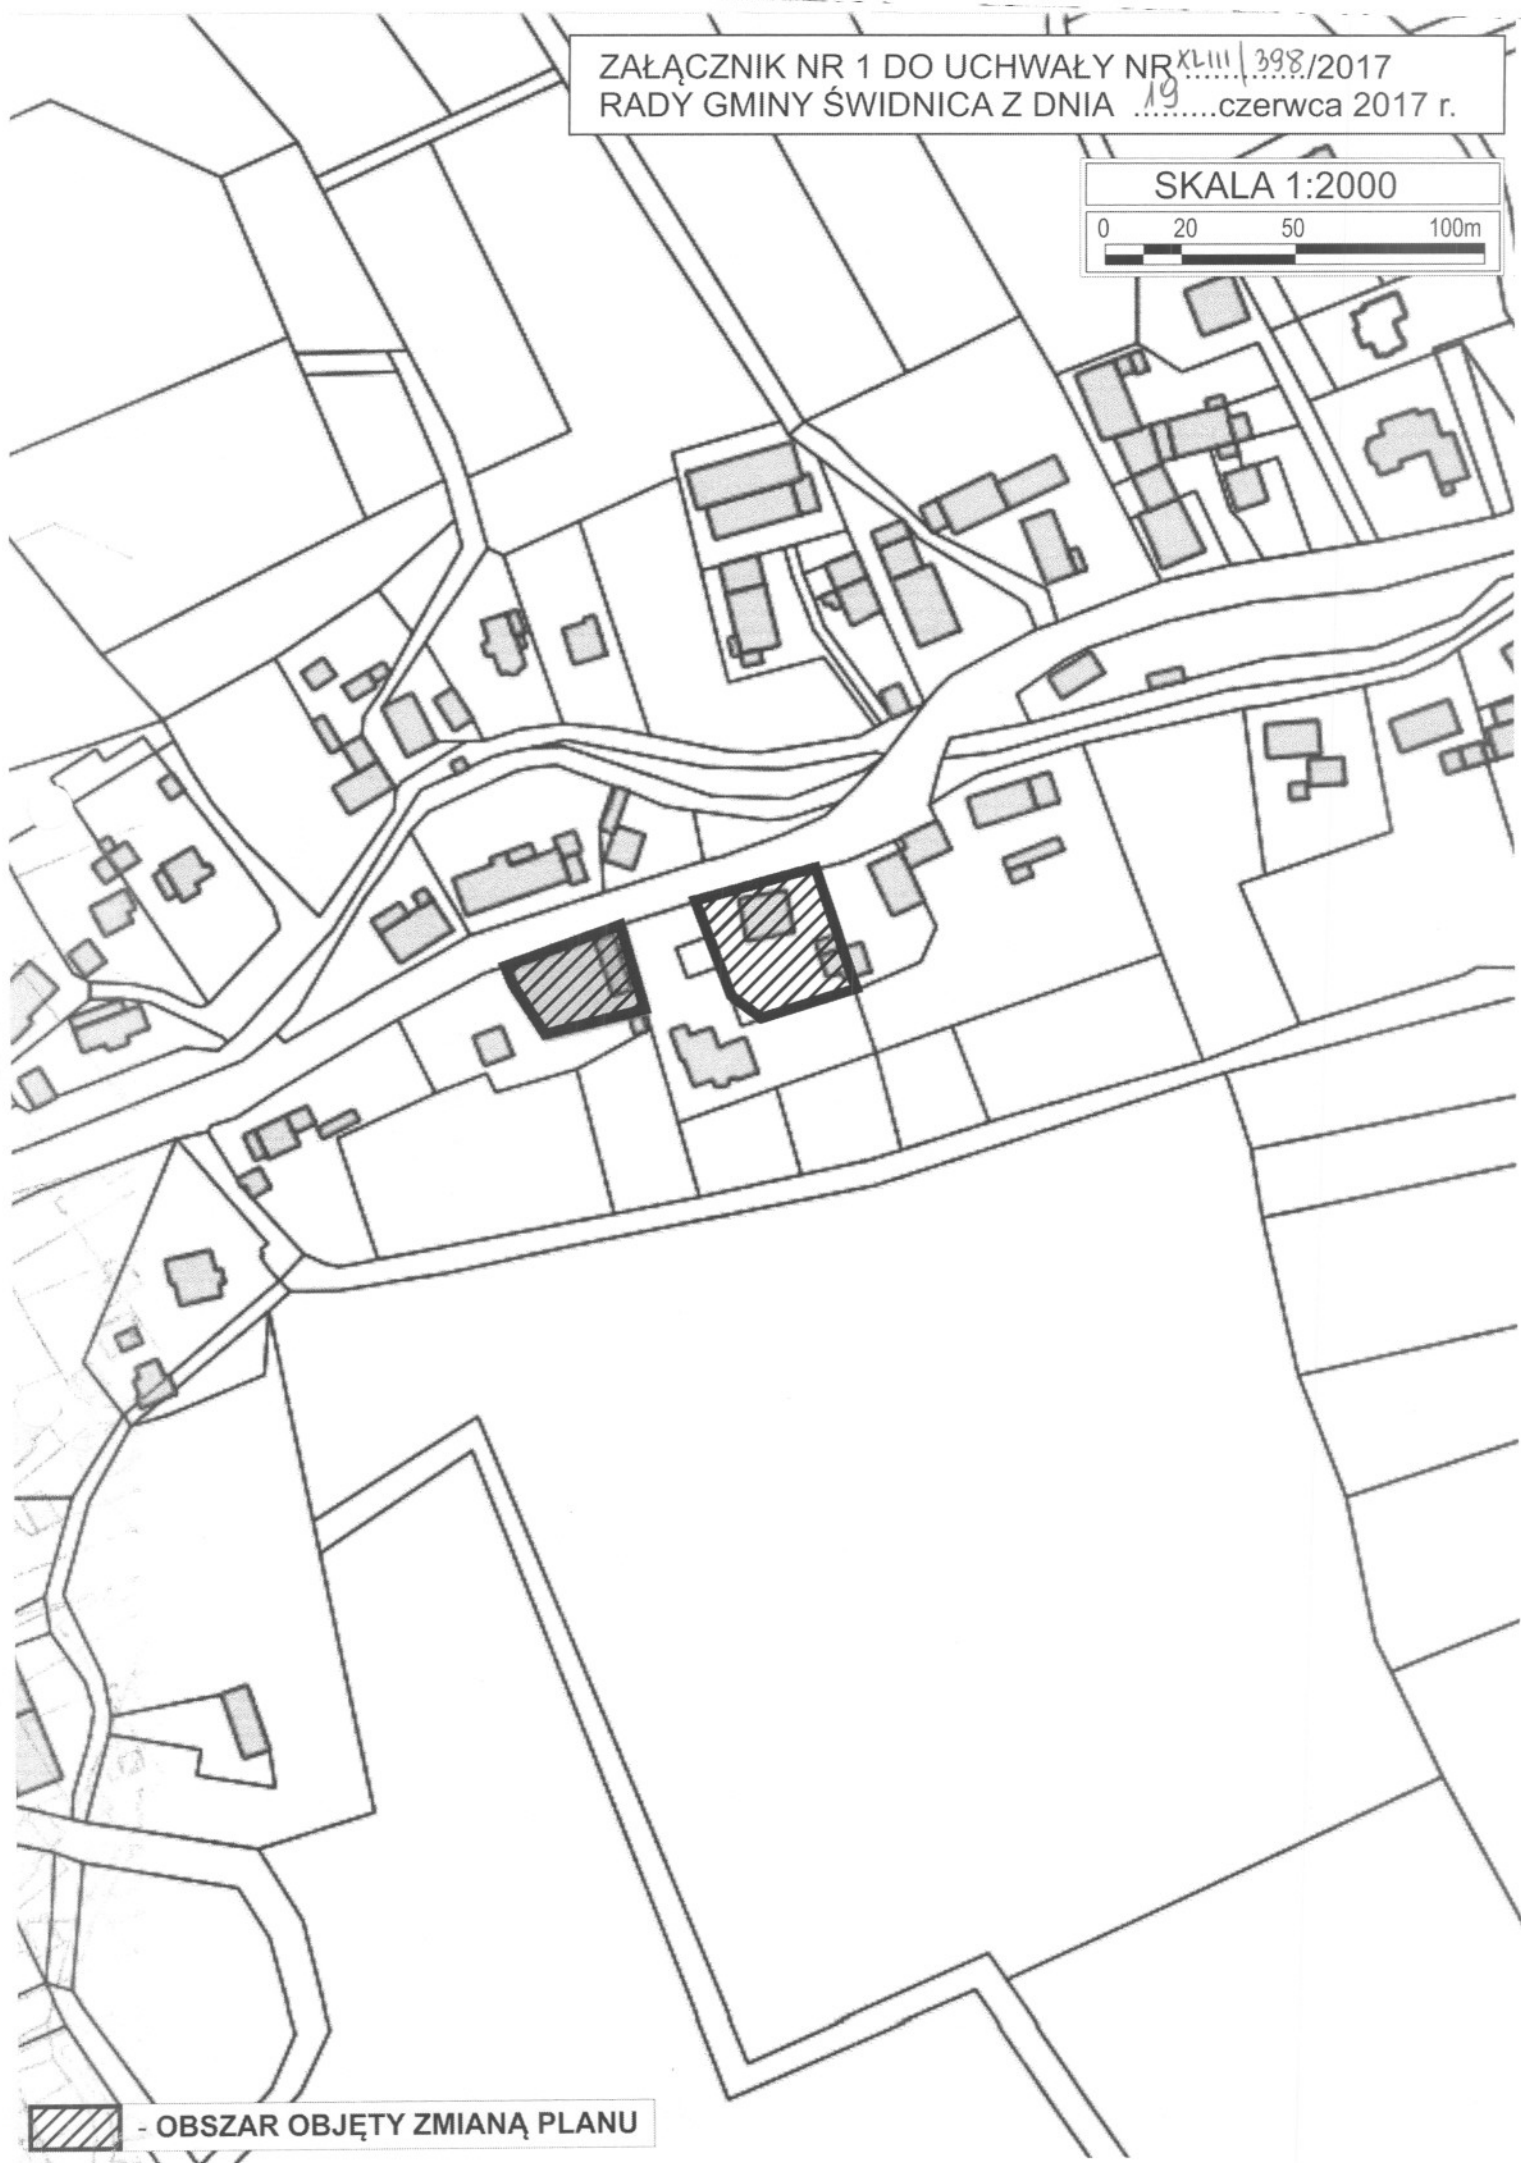 ZAŁĄCZNIK NR 1 DO UCHWAŁY NR XLIII/398/2017
RADY GMINY ŚWIDNICA Z DNIA ..19......czerwca 2017 r.
SKALA 1:2000
0 20 50 100m
- OBSZAR OBJĘTY ZMIANĄ PLANU